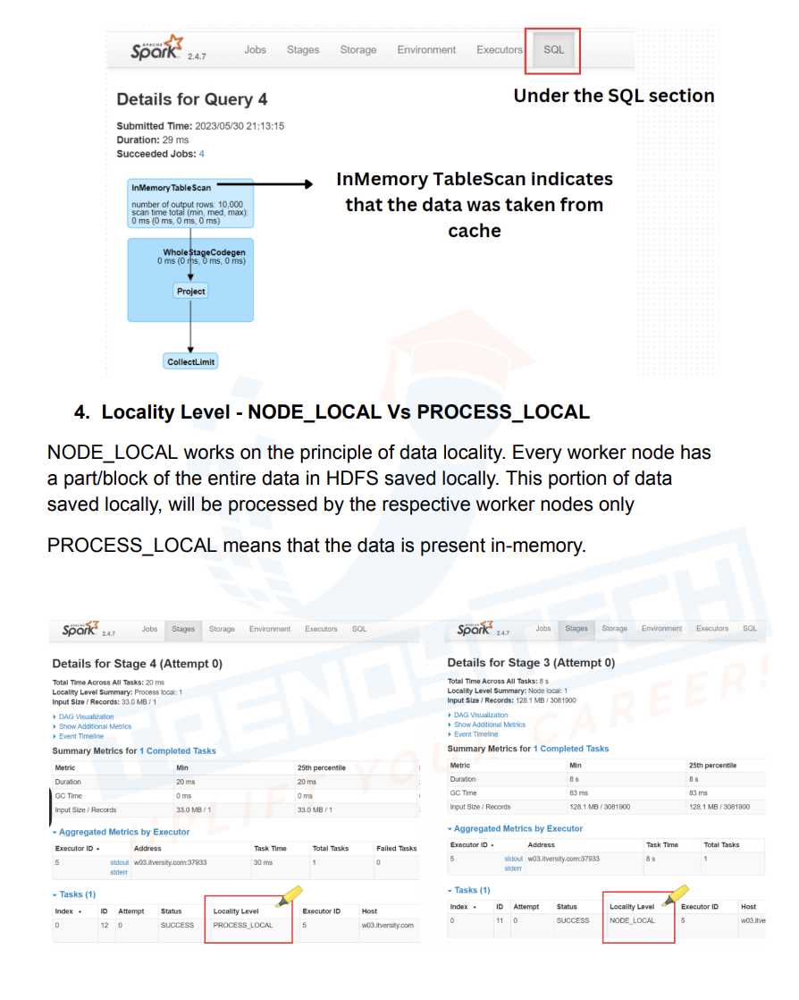 APACHE Spark 2.4.7 Jobs Stages Storage Environment Executors SQL
Details for Query 4
Under the SQL section
Submitted Time: 2023/05/30 21:13:15
Duration: 29 ms
Succeeded Jobs: 4
InMemoryTableScan
number of output rows: 10,000
scan time total (min, med, max):
0 ms (0 ms, 0 ms, 0 ms)
InMemory TableScan indicates
that the data was taken from
cache
WholeStageCodegen
0 ms (0 ms, 0 ms, 0 ms)
Project
CollectLimit
4. Locality Level - NODE_LOCAL Vs PROCESS_LOCAL
NODE_LOCAL works on the principle of data locality. Every worker node has
a part/block of the entire data in HDFS saved locally. This portion of data
saved locally, will be processed by the respective worker nodes only
PROCESS_LOCAL means that the data is present in-memory.
TRENDYTECH
UPLIFT YOUR CAREER!
APACHE Spark 2.4.7 Jobs Stages Storage Environment Executors SQL
Details for Stage 4 (Attempt 0)
Total Time Across All Tasks: 20 ms
Locality Level Summary: Process local: 1
Input Size / Records: 33.0 MB / 1
DAG Visualization
Show Additional Metrics
Event Timeline
Summary Metrics for 1 Completed Tasks
Metric Min 25th percentile
Duration 20 ms 20 ms
GC Time 0 ms 0 ms
Input Size / Records 33.0 MB / 1 33.0 MB / 1
Aggregated Metrics by Executor
Executor ID Address Task Time Total Tasks Failed Tasks
5 stdout w03.itversity.com:37933 30 ms 1 0
stderr
Tasks (1)
Index ID Attempt Status Locality Level Executor ID Host
0 12 0 SUCCESS PROCESS_LOCAL 5 w03.itversity.com
APACHE Spark 2.4.7 Jobs Stages Storage Environment Executors SQL
Details for Stage 3 (Attempt 0)
Total Time Across All Tasks: 8 s
Locality Level Summary: Node local: 1
Input Size / Records: 128.1 MB / 3081900
DAG Visualization
Show Additional Metrics
Event Timeline
Summary Metrics for 1 Completed Tasks
Metric Min 25th percentile
Duration 8 s 8 s
GC Time 83 ms 83 ms
Input Size / Records 128.1 MB / 3081900 128.1 MB / 3081900
Aggregated Metrics by Executor
Executor ID Address Task Time Total Tasks
5 stdout w03.itversity.com:37933 8 s 1
stderr
Tasks (1)
Index ID Attempt Status Locality Level Executor ID Host
0 11 0 SUCCESS NODE_LOCAL 5 w03.itve